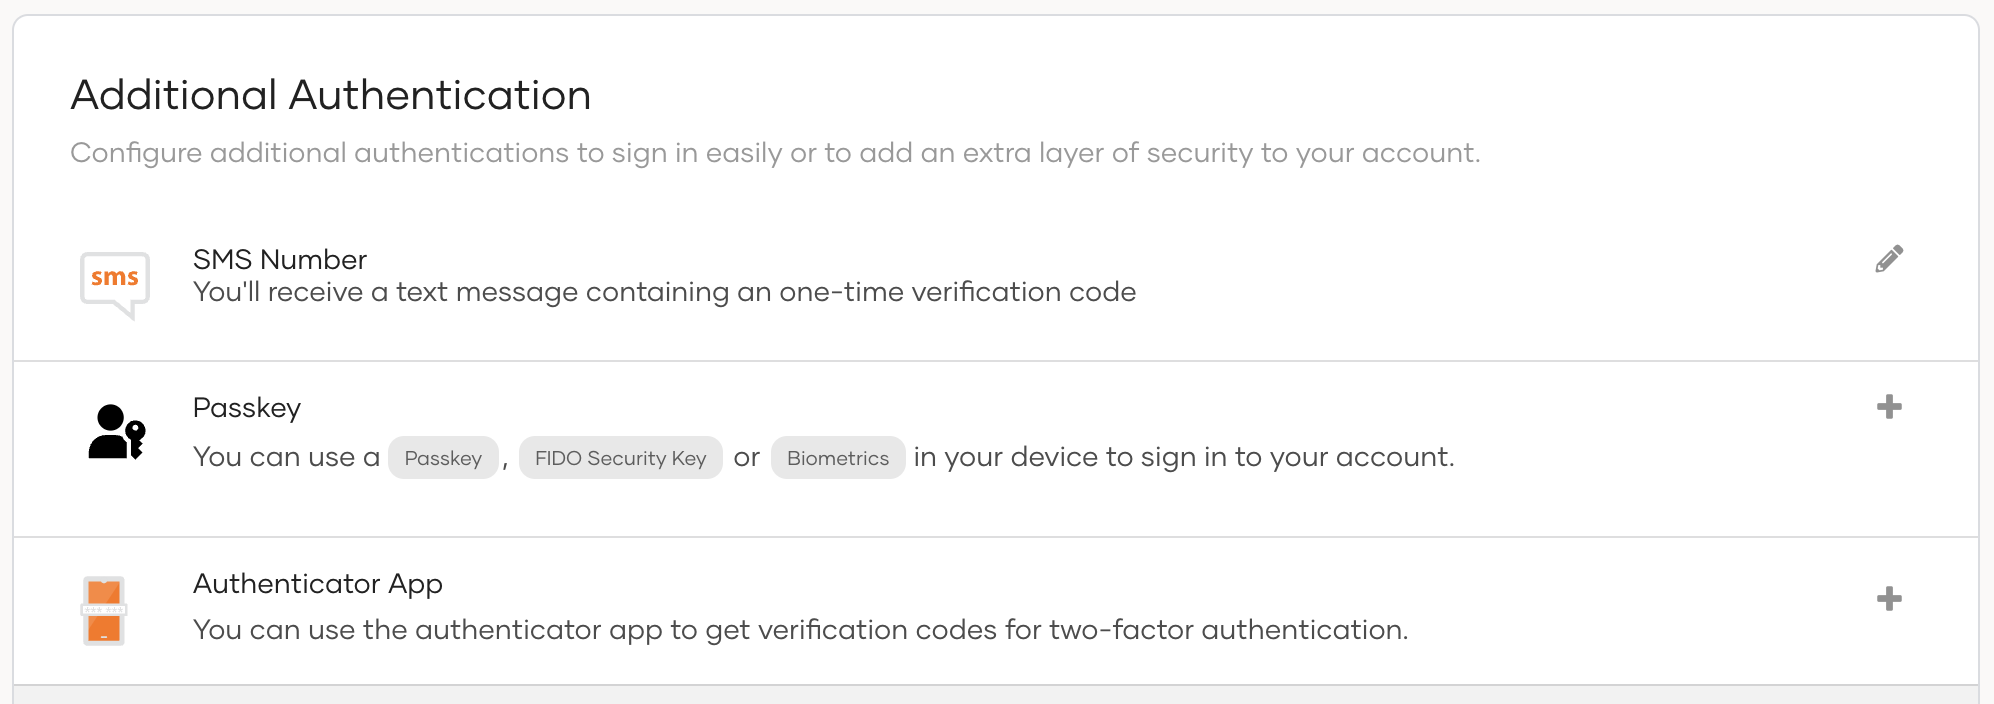 Additional Authentication
Configure additional authentications to sign in easily or to add an extra layer of security to your account.
sms
SMS Number
You'll receive a text message containing an one-time verification code
Passkey
You can use a Passkey, FIDO Security Key or Biometrics in your device to sign in to your account.
*** ***
Authenticator App
You can use the authenticator app to get verification codes for two-factor authentication.